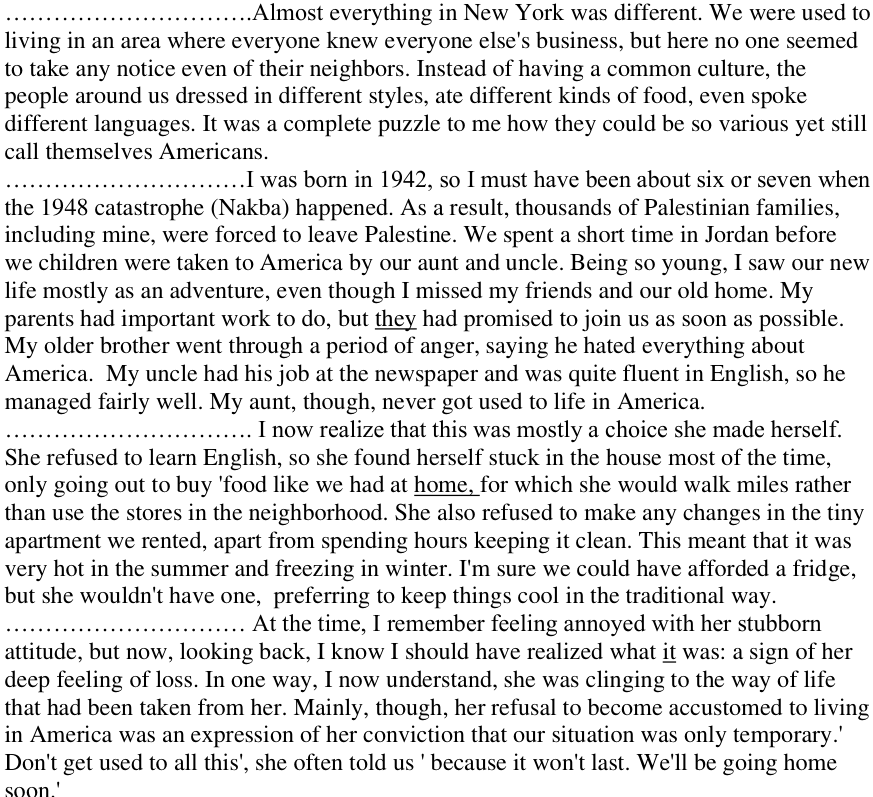 ………………………….Almost everything in New York was different. We were used to
living in an area where everyone knew everyone else's business, but here no one seemed
to take any notice even of their neighbors. Instead of having a common culture, the
people around us dressed in different styles, ate different kinds of food, even spoke
different languages. It was a complete puzzle to me how they could be so various yet still
call themselves Americans.
…………………………I was born in 1942, so I must have been about six or seven when
the 1948 catastrophe (Nakba) happened. As a result, thousands of Palestinian families,
including mine, were forced to leave Palestine. We spent a short time in Jordan before
we children were taken to America by our aunt and uncle. Being so young, I saw our new
life mostly as an adventure, even though I missed my friends and our old home. My
parents had important work to do, but they had promised to join us as soon as possible.
My older brother went through a period of anger, saying he hated everything about
America.  My uncle had his job at the newspaper and was quite fluent in English, so he
managed fairly well. My aunt, though, never got used to life in America.
…………………………. I now realize that this was mostly a choice she made herself.
She refused to learn English, so she found herself stuck in the house most of the time,
only going out to buy 'food like we had at home, for which she would walk miles rather
than use the stores in the neighborhood. She also refused to make any changes in the tiny
apartment we rented, apart from spending hours keeping it clean. This meant that it was
very hot in the summer and freezing in winter. I'm sure we could have afforded a fridge,
but she wouldn't have one,  preferring to keep things cool in the traditional way.
………………………… At the time, I remember feeling annoyed with her stubborn
attitude, but now, looking back, I know I should have realized what it was: a sign of her
deep feeling of loss. In one way, I now understand, she was clinging to the way of life
that had been taken from her. Mainly, though, her refusal to become accustomed to living
in America was an expression of her conviction that our situation was only temporary.'
Don't get used to all this', she often told us ' because it won't last. We'll be going home
soon.'